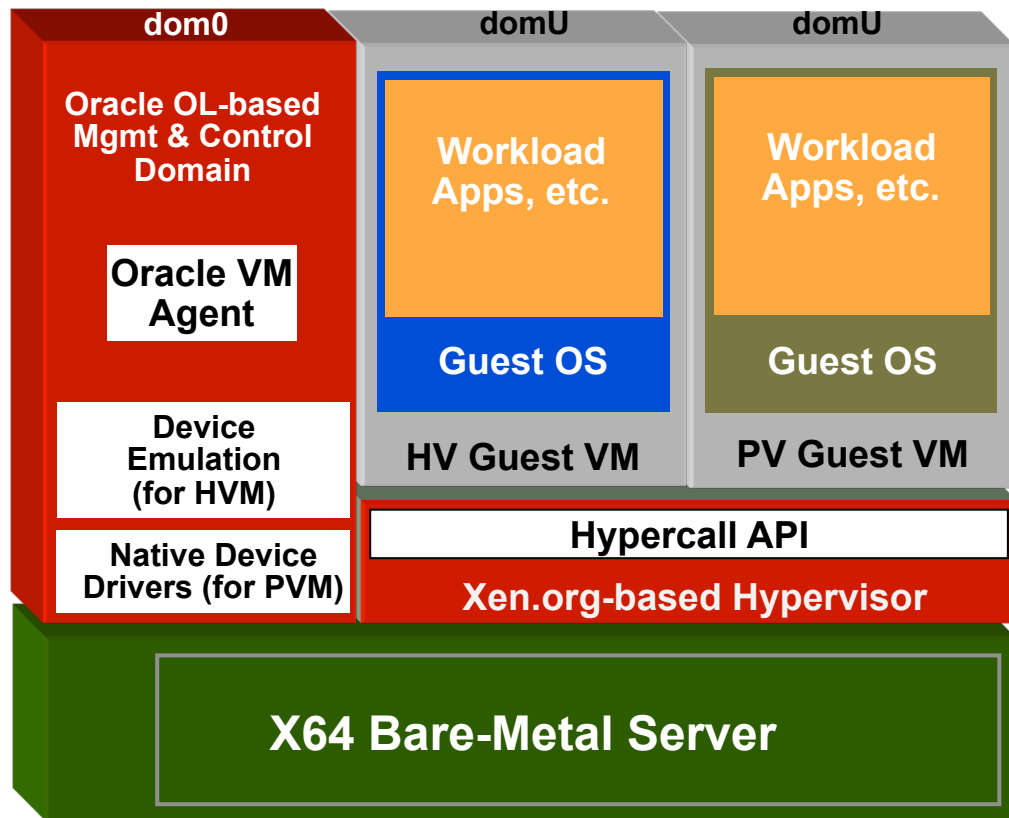 dom0
domU
domU
Oracle OL-based
Mgmt & Control
Domain
Oracle VM
Agent
Device
Emulation
(for HVM)
Native Device
Drivers (for PVM)
Workload
Apps, etc.
Guest OS
HV Guest VM
Workload
Apps, etc.
Guest OS
PV Guest VM
Hypercall API
Xen.org-based Hypervisor
X64 Bare-Metal Server